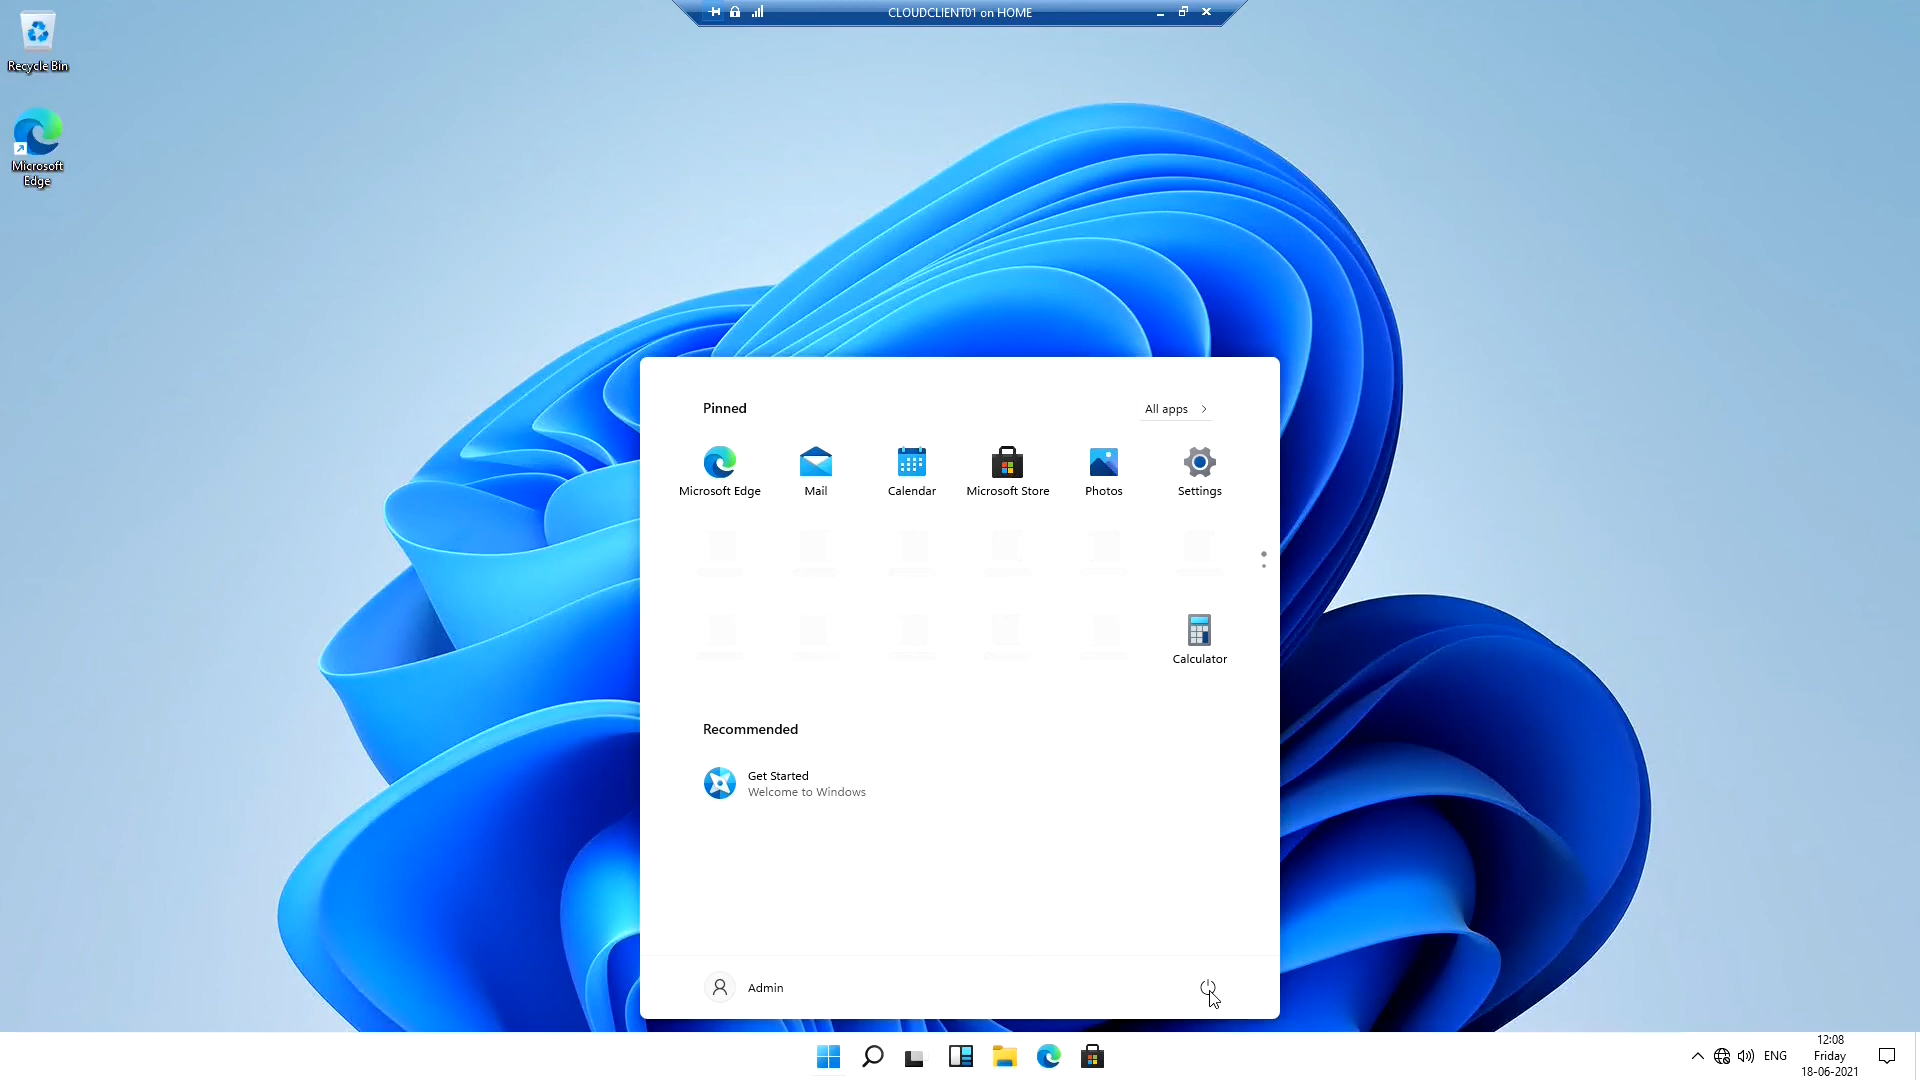 CLOUDCLIENT01 on HOME
Recycle Bin
Microsoft
Edge
Pinned
All apps
Microsoft Edge
Mail
Calendar
Microsoft Store
Photos
Settings
Calculator
Recommended
Get Started
Welcome to Windows
Admin
ENG
12:08
Friday
18-06-2021